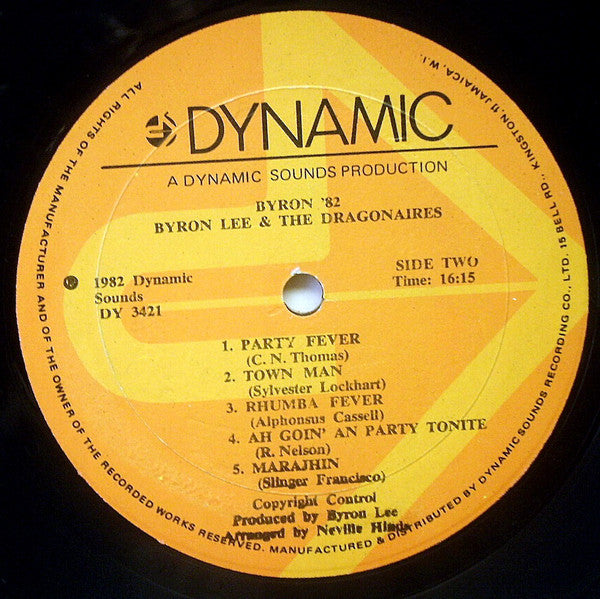 DYNAMIC
A DYNAMIC SOUNDS PRODUCTION
BYRON '82
BYRON LEE & THE DRAGONAIRES
SIDE TWO
Time: 16:15
℗ 1982 Dynamic
Sounds
DY 3421
1. PARTY FEVER
(C. N. Thomas)
2. TOWN MAN
(Sylvester Lockhart)
3. RHUMBA FEVER
(Alphonsus Cassell)
4. AH GOIN' AN PARTY TONITE
(R. Nelson)
5. MARAJHIN
(Slinger Francisco)
Copyright Control
Produced by Byron Lee
Arranged by Neville Hinds
ALL RIGHTS OF THE MANUFACTURER AND OF THE OWNER OF THE RECORDED WORKS RESERVED. MANUFACTURED & DISTRIBUTED BY DYNAMIC SOUNDS RECORDING CO., LTD. 15 BELL RD., KINGSTON, 11 JAMAICA, W.I.